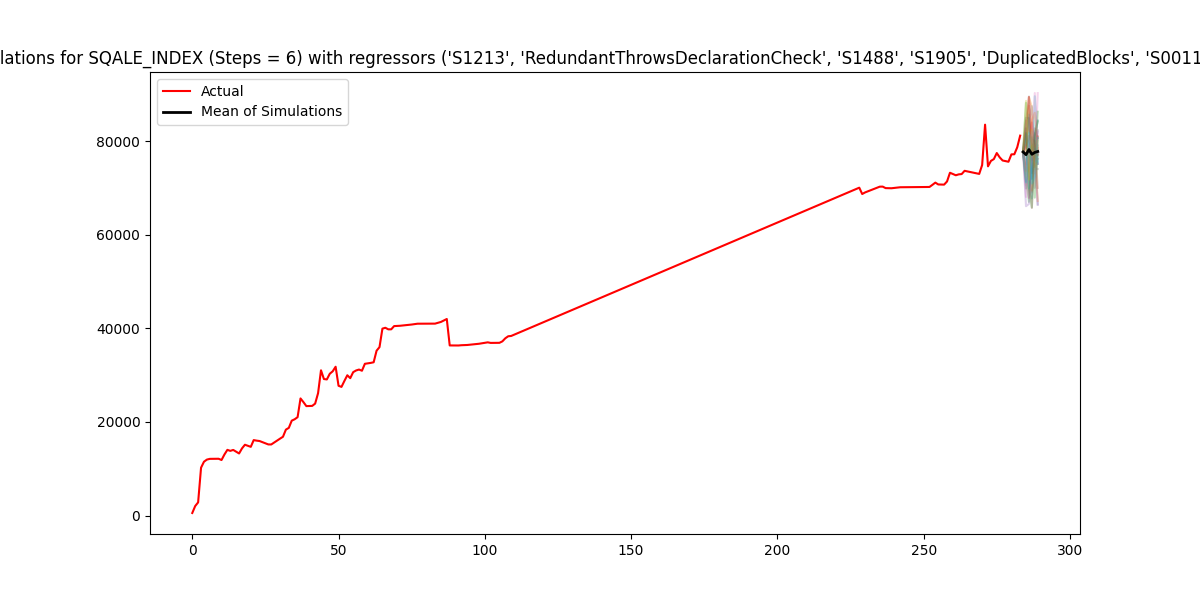 lations for SQALE_INDEX (Steps = 6) with regressors ('S1213', 'RedundantThrowsDeclarationCheck', 'S1488', 'S1905', 'DuplicatedBlocks', 'S0011
Actual
Mean of Simulations
80000
60000
40000
20000
0
0 50 100 150 200 250 300